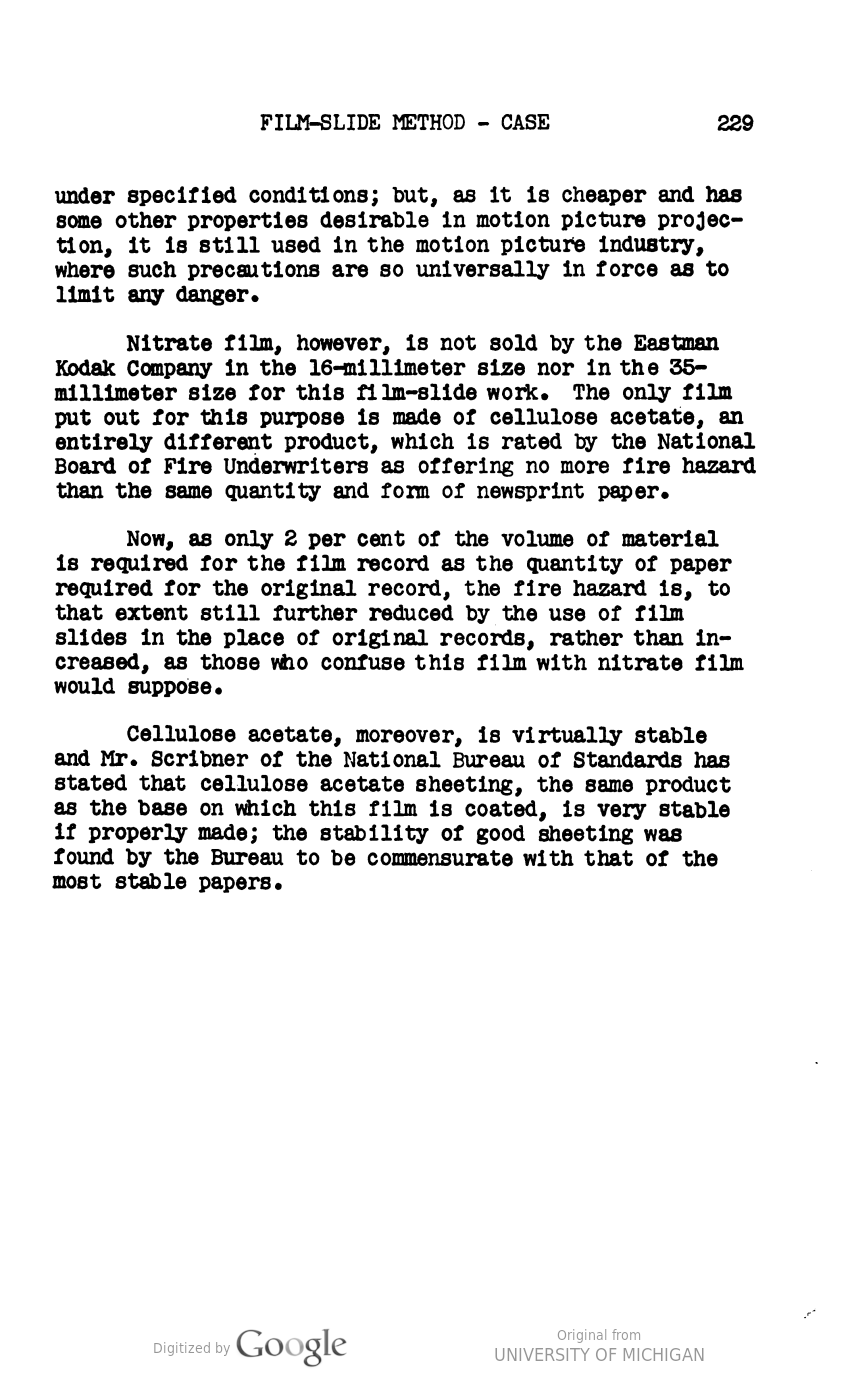 FILM-SLIDE METHOD - CASE 229
under specified conditions; but, as it is cheaper and has
some other properties desirable in motion picture projec-
tion, it is still used in the motion picture industry,
where such precautions are so universally in force as to
limit any danger.
Nitrate film, however, is not sold by the Eastman
Kodak Company in the 16-millimeter size nor in the 35-
millimeter size for this film-slide work. The only film
put out for this purpose is made of cellulose acetate, an
entirely different product, which is rated by the National
Board of Fire Underwriters as offering no more fire hazard
than the same quantity and form of newsprint paper.
Now, as only 2 per cent of the volume of material
is required for the film record as the quantity of paper
required for the original record, the fire hazard is, to
that extent still further reduced by the use of film
slides in the place of original records, rather than in-
creased, as those who confuse this film with nitrate film
would suppose.
Cellulose acetate, moreover, is virtually stable
and Mr. Scribner of the National Bureau of Standards has
stated that cellulose acetate sheeting, the same product
as the base on which this film is coated, is very stable
if properly made; the stability of good sheeting was
found by the Bureau to be commensurate with that of the
most stable papers.
Digitized by Google
Original from
UNIVERSITY OF MICHIGAN